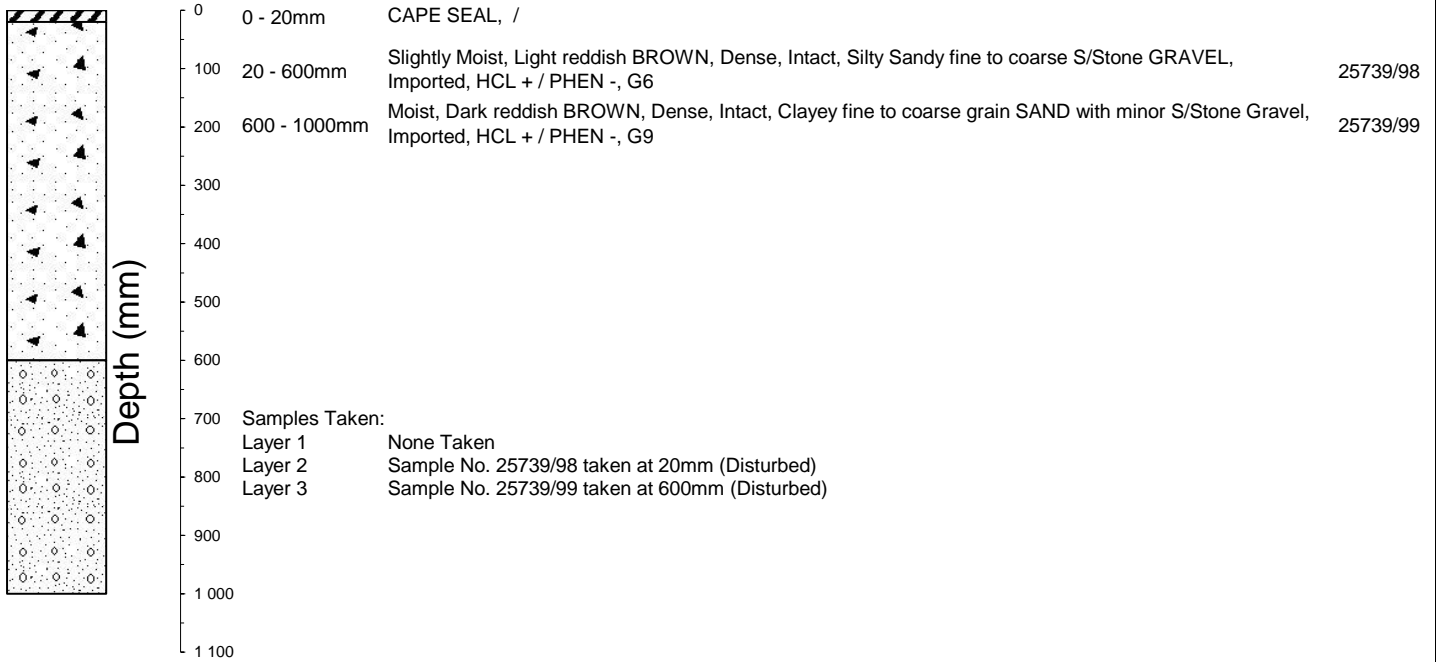 0 - 20mm CAPE SEAL, /
20 - 600mm Slightly Moist, Light reddish BROWN, Dense, Intact, Silty Sandy fine to coarse S/Stone GRAVEL,
Imported, HCL + / PHEN -, G6 25739/98
600 - 1000mm Moist, Dark reddish BROWN, Dense, Intact, Clayey fine to coarse grain SAND with minor S/Stone Gravel,
Imported, HCL + / PHEN -, G9 25739/99
Depth (mm)
0
100
200
300
400
500
600
700
800
900
1 000
1 100
Samples Taken:
Layer 1 None Taken
Layer 2 Sample No. 25739/98 taken at 20mm (Disturbed)
Layer 3 Sample No. 25739/99 taken at 600mm (Disturbed)